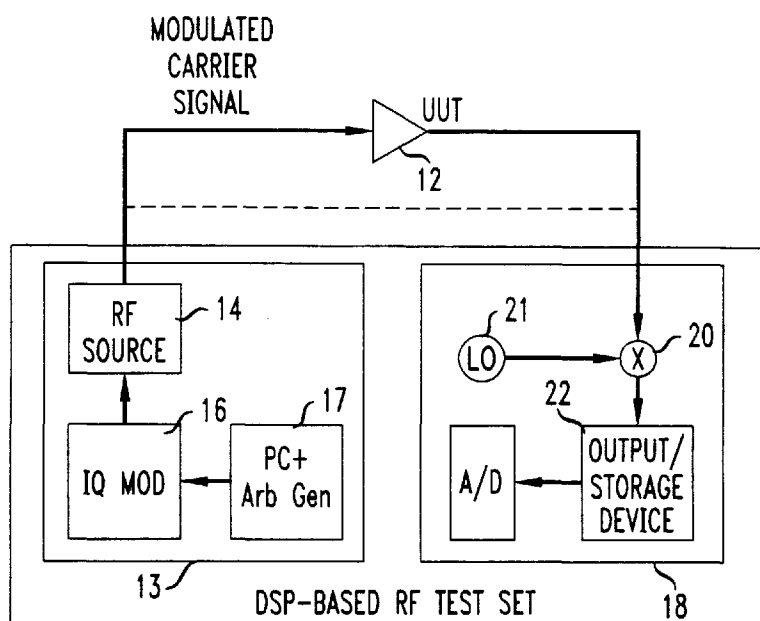 MODULATED
CARRIER
SIGNAL
UUT
12
RF
SOURCE
14
21
LO
X
20
16
IQ MOD
17
PC+
Arb Gen
22
A/D
OUTPUT/
STORAGE
DEVICE
13
DSP-BASED RF TEST SET
18